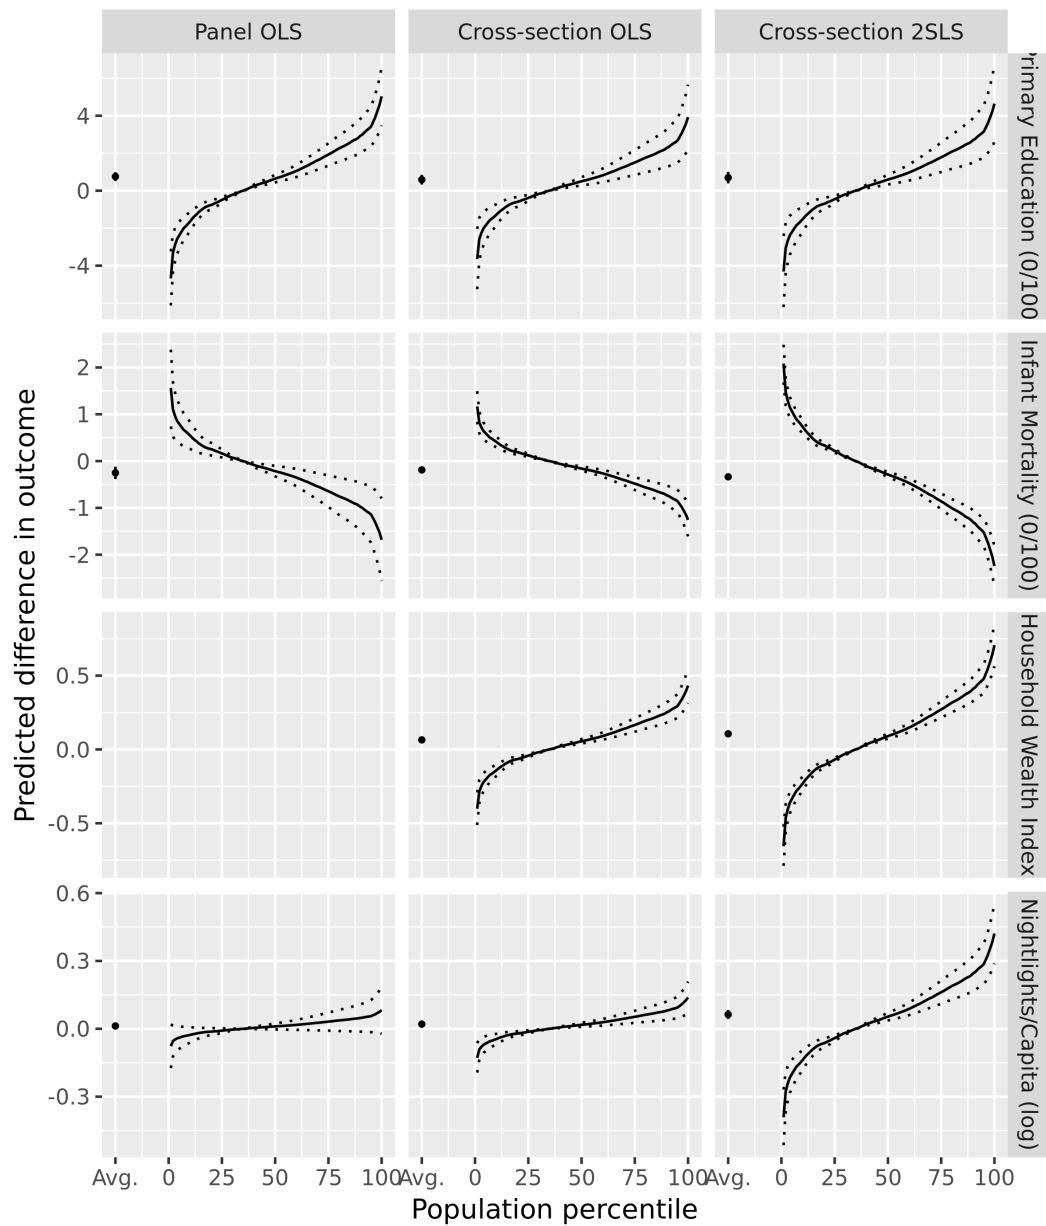 Panel OLS
Cross-section OLS
Cross-section 2SLS
Predicted difference in outcome
4
0
-4
rimary Education (0/100
2
1
0
-1
-2
Infant Mortality (0/100)
0.5
0.0
-0.5
Household Wealth Index
0.6
0.3
0.0
-0.3
Nightlights/Capita (log)
Avg. 0 25 50 75 100 Avg. 0 25 50 75 100 Avg. 0 25 50 75 100
Population percentile